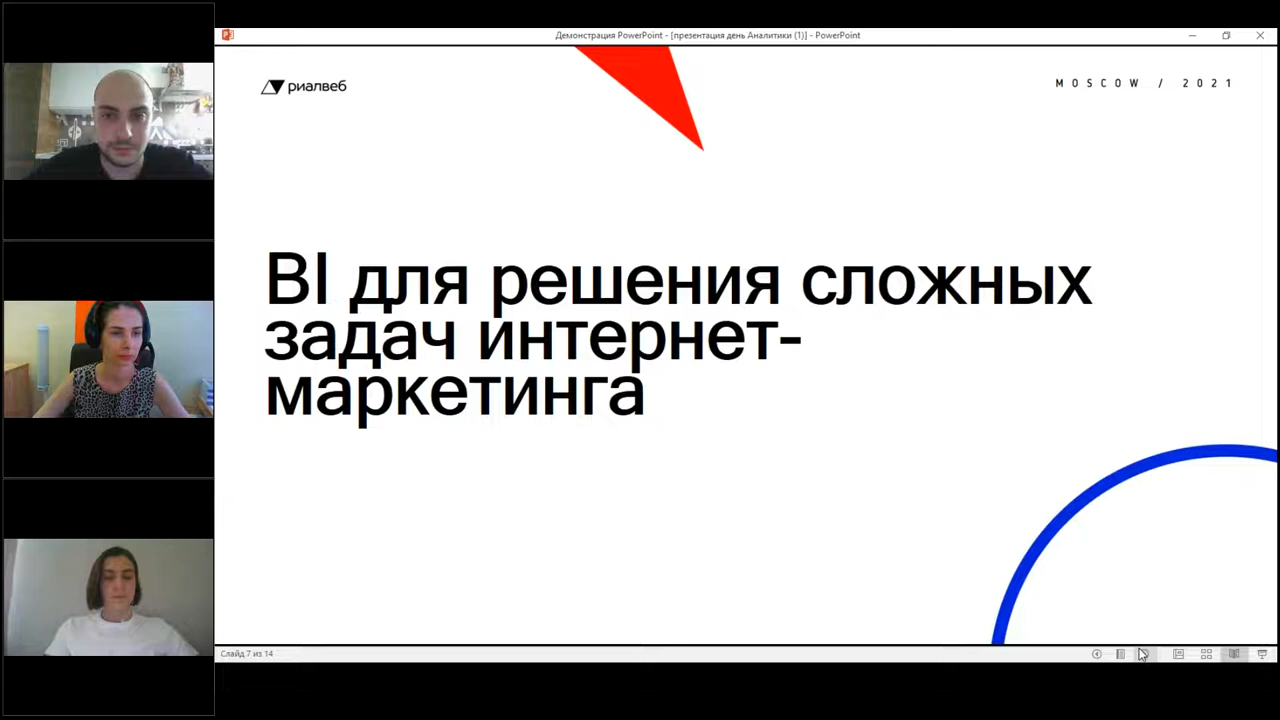 Демонстрация PowerPoint - [презентация день Аналитики (1)] - PowerPoint
риалвеб
MOSCOW / 2021
BI для решения сложных
задач интернет-
маркетинга
Слайд 7 из 14